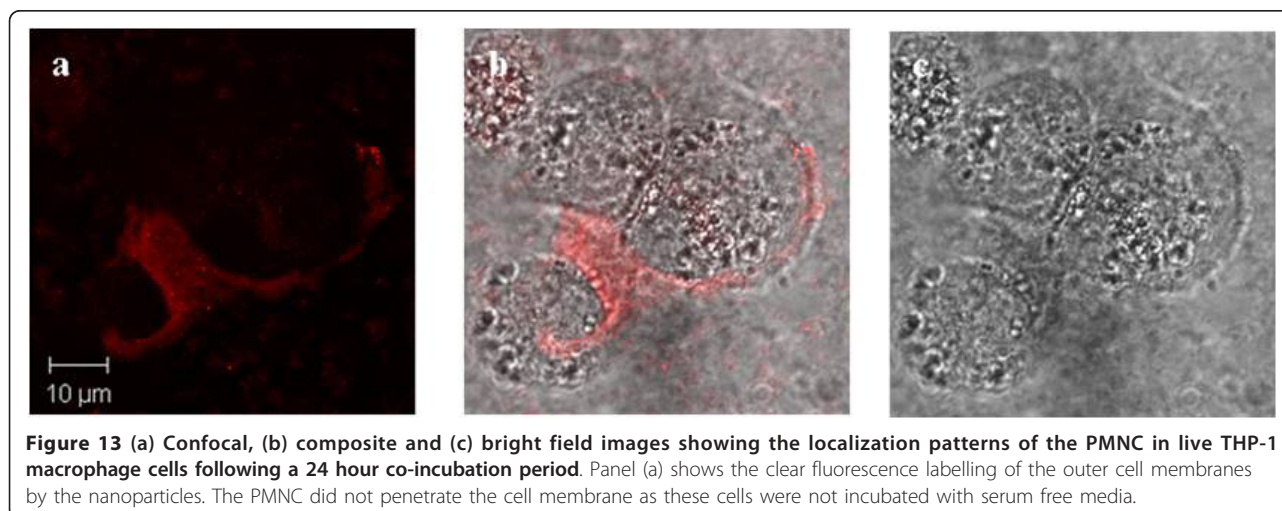 a
b
c
10 µm
Figure 13 (a) Confocal, (b) composite and (c) bright field images showing the localization patterns of the PMNC in live THP-1
macrophage cells following a 24 hour co-incubation period. Panel (a) shows the clear fluorescence labelling of the outer cell membranes
by the nanoparticles. The PMNC did not penetrate the cell membrane as these cells were not incubated with serum free media.